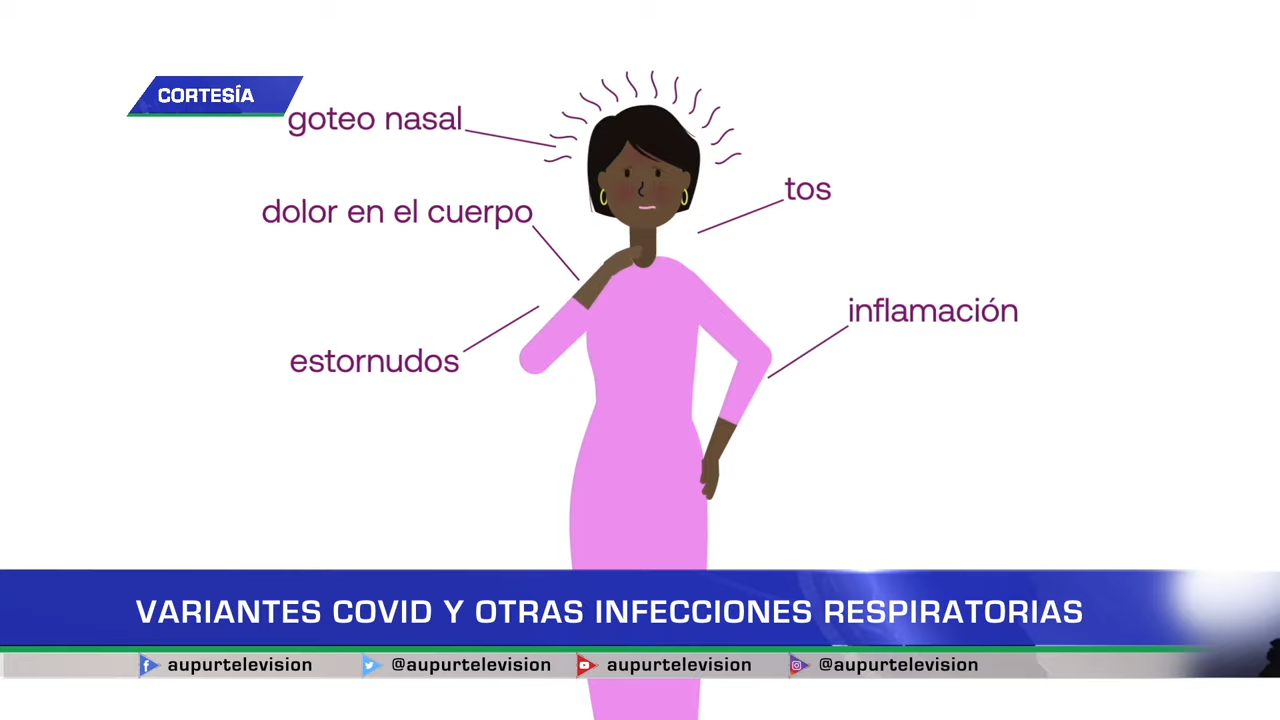 CORTESÍA
goteo nasal
tos
dolor en el cuerpo
inflamación
estornudos
VARIANTES COVID Y OTRAS INFECCIONES RESPIRATORIAS
aupurtelevision @aupurtelevision aupurtelevision @aupurtelevision